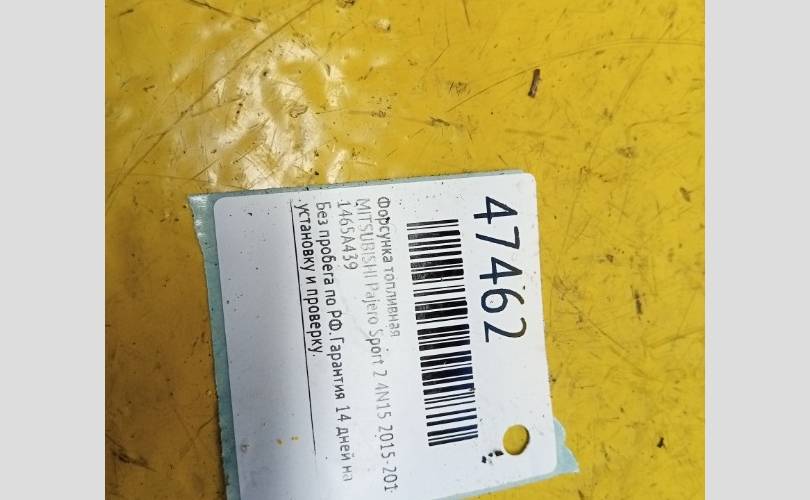 47462
Форсунка топливная
MITSUBISHI Pajero Sport 2 4N15 2015-201
1465A439
Без пробега по РФ.Гарантия 14 дней на
установку и проверку.